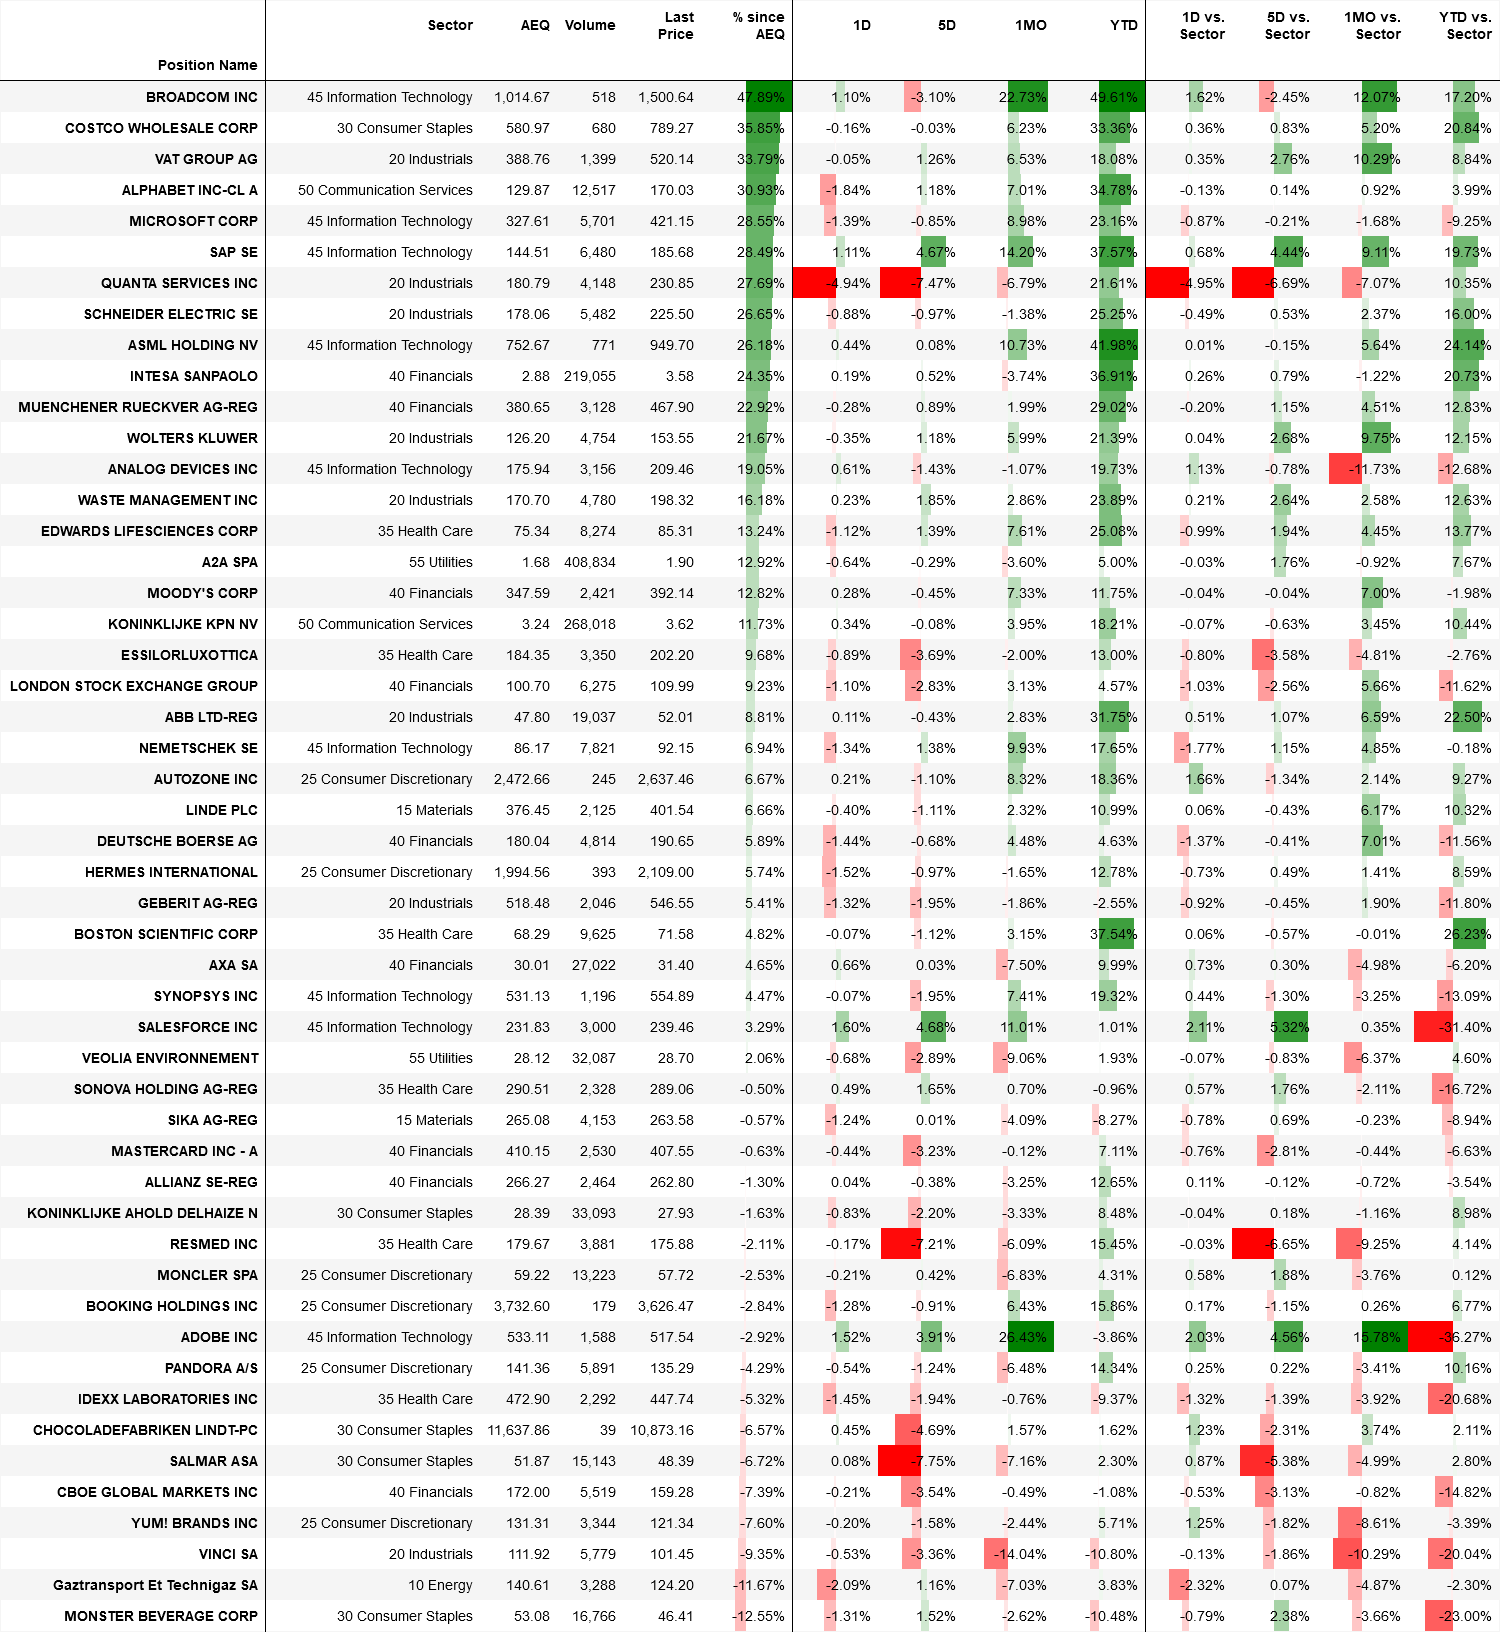 Position Name Sector AEQ Volume Last Price % since AEQ 1D 5D 1MO YTD 1D vs. Sector 5D vs. Sector 1MO vs. Sector YTD vs. Sector
BROADCOM INC 45 Information Technology 1,014.67 518 1,500.64 47.89% 1.10% -3.10% 22.73% 49.61% 1.62% -2.45% 12.07% 17.20%
COSTCO WHOLESALE CORP 30 Consumer Staples 580.97 680 789.27 35.85% -0.16% -0.03% 6.23% 33.36% 0.36% 0.83% 5.20% 20.84%
VAT GROUP AG 20 Industrials 388.76 1,399 520.14 33.79% -0.05% 1.26% 6.53% 18.08% 0.35% 2.76% 10.29% 8.84%
ALPHABET INC-CL A 50 Communication Services 129.87 12,517 170.03 30.93% -1.84% 1.18% 7.01% 34.78% -0.13% 0.14% 0.92% 3.99%
MICROSOFT CORP 45 Information Technology 327.61 5,701 421.15 28.55% -1.39% -0.85% 8.98% 23.16% -0.87% -0.21% -1.68% -9.25%
SAP SE 45 Information Technology 144.51 6,480 185.68 28.49% 1.11% 4.67% 14.20% 37.57% 0.68% 4.44% 9.11% 19.73%
QUANTA SERVICES INC 20 Industrials 180.79 4,148 230.85 27.69% -4.94% -7.47% -6.79% 21.61% -4.95% -6.69% -7.07% 10.35%
SCHNEIDER ELECTRIC SE 20 Industrials 178.06 5,482 225.50 26.65% -0.88% -0.97% -1.38% 25.25% -0.49% 0.53% 2.37% 16.00%
ASML HOLDING NV 45 Information Technology 752.67 771 949.70 26.18% 0.44% 0.08% 10.73% 41.98% 0.01% -0.15% 5.64% 24.14%
INTESA SANPAOLO 40 Financials 2.88 219,055 3.58 24.35% 0.19% 0.52% -3.74% 36.91% 0.26% 0.79% -1.22% 20.73%
MUENCHENER RUECKVER AG-REG 40 Financials 380.65 3,128 467.90 22.92% -0.28% 0.89% 1.99% 29.02% -0.20% 1.15% 4.51% 12.83%
WOLTERS KLUWER 20 Industrials 126.20 4,754 153.55 21.67% -0.35% 1.18% 5.99% 21.39% 0.04% 2.68% 9.75% 12.15%
ANALOG DEVICES INC 45 Information Technology 175.94 3,156 209.46 19.05% 0.61% -1.43% -1.07% 19.73% 1.13% -0.78% -11.73% -12.68%
WASTE MANAGEMENT INC 20 Industrials 170.70 4,780 198.32 16.18% 0.23% 1.85% 2.86% 23.89% 0.21% 2.64% 2.58% 12.63%
EDWARDS LIFESCIENCES CORP 35 Health Care 75.34 8,274 85.31 13.24% -1.12% 1.39% 7.61% 25.08% -0.99% 1.94% 4.45% 13.77%
A2A SPA 55 Utilities 1.68 408,834 1.90 12.92% -0.64% -0.29% -3.60% 5.00% -0.03% 1.76% -0.92% 7.67%
MOODY'S CORP 40 Financials 347.59 2,421 392.14 12.82% 0.28% -0.45% 7.33% 11.75% -0.04% -0.04% 7.00% -1.98%
KONINKLIJKE KPN NV 50 Communication Services 3.24 268,018 3.62 11.73% 0.34% -0.08% 3.95% 18.21% -0.07% -0.63% 3.45% 10.44%
ESSILORLUXOTTICA 35 Health Care 184.35 3,350 202.20 9.68% -0.89% -3.69% -2.00% 13.00% -0.80% -3.58% -4.81% -2.76%
LONDON STOCK EXCHANGE GROUP 40 Financials 100.70 6,275 109.99 9.23% -1.10% -2.83% 3.13% 4.57% -1.03% -2.56% 5.66% -11.62%
ABB LTD-REG 20 Industrials 47.80 19,037 52.01 8.81% 0.11% -0.43% 2.83% 31.75% 0.51% 1.07% 6.59% 22.50%
NEMETSCHEK SE 45 Information Technology 86.17 7,821 92.15 6.94% -1.34% 1.38% 9.93% 17.65% -1.77% 1.15% 4.85% -0.18%
AUTOZONE INC 25 Consumer Discretionary 2,472.66 245 2,637.46 6.67% 0.21% -1.10% 8.32% 18.36% 1.66% -1.34% 2.14% 9.27%
LINDE PLC 15 Materials 376.45 2,125 401.54 6.66% -0.40% -1.11% 2.32% 10.99% 0.06% -0.43% 6.17% 10.32%
DEUTSCHE BOERSE AG 40 Financials 180.04 4,814 190.65 5.89% -1.44% -0.68% 4.48% 4.63% -1.37% -0.41% 7.01% -11.56%
HERMES INTERNATIONAL 25 Consumer Discretionary 1,994.56 393 2,109.00 5.74% -1.52% -0.97% -1.65% 12.78% -0.73% 0.49% 1.41% 8.59%
GEBERIT AG-REG 20 Industrials 518.48 2,046 546.55 5.41% -1.32% -1.95% -1.86% -2.55% -0.92% -0.45% 1.90% -11.80%
BOSTON SCIENTIFIC CORP 35 Health Care 68.29 9,625 71.58 4.82% -0.07% -1.12% 3.15% 37.54% 0.06% -0.57% -0.01% 26.23%
AXA SA 40 Financials 30.01 27,022 31.40 4.65% 0.66% 0.03% -7.50% 9.99% 0.73% 0.30% -4.98% -6.20%
SYNOPSYS INC 45 Information Technology 531.13 1,196 554.89 4.47% -0.07% -1.95% 7.41% 19.32% 0.44% -1.30% -3.25% -13.09%
SALESFORCE INC 45 Information Technology 231.83 3,000 239.46 3.29% 1.60% 4.68% 11.01% 1.01% 2.11% 5.32% 0.35% -31.40%
VEOLIA ENVIRONNEMENT 55 Utilities 28.12 32,087 28.70 2.06% -0.68% -2.89% -9.06% 1.93% -0.07% -0.83% -6.37% 4.60%
SONOVA HOLDING AG-REG 35 Health Care 290.51 2,328 289.06 -0.50% 0.49% 1.65% 0.70% -0.96% 0.57% 1.76% -2.11% -16.72%
SIKA AG-REG 15 Materials 265.08 4,153 263.58 -0.57% -1.24% 0.01% -4.09% -8.27% -0.78% 0.69% -0.23% -8.94%
MASTERCARD INC - A 40 Financials 410.15 2,530 407.55 -0.63% -0.44% -3.23% -0.12% 7.11% -0.76% -2.81% -0.44% -6.63%
ALLIANZ SE-REG 40 Financials 266.27 2,464 262.80 -1.30% 0.04% -0.38% -3.25% 12.65% 0.11% -0.12% -0.72% -3.54%
KONINKLIJKE AHOLD DELHAIZE N 30 Consumer Staples 28.39 33,093 27.93 -1.63% -0.83% -2.20% -3.33% 8.48% -0.04% 0.18% -1.16% 8.98%
RESMED INC 35 Health Care 179.67 3,881 175.88 -2.11% -0.17% -7.21% -6.09% 15.45% -0.03% -6.65% -9.25% 4.14%
MONCLER SPA 25 Consumer Discretionary 59.22 13,223 57.72 -2.53% -0.21% 0.42% -6.83% 4.31% 0.58% 1.88% -3.76% 0.12%
BOOKING HOLDINGS INC 25 Consumer Discretionary 3,732.60 179 3,626.47 -2.84% -1.28% -0.91% 6.43% 15.86% 0.17% -1.15% 0.26% 6.77%
ADOBE INC 45 Information Technology 533.11 1,588 517.54 -2.92% 1.52% 3.91% 26.43% -3.86% 2.03% 4.56% 15.78% -36.27%
PANDORA A/S 25 Consumer Discretionary 141.36 5,891 135.29 -4.29% -0.54% -1.24% -6.48% 14.34% 0.25% 0.22% -3.41% 10.16%
IDEXX LABORATORIES INC 35 Health Care 472.90 2,292 447.74 -5.32% -1.45% -1.94% -0.76% -9.37% -1.32% -1.39% -3.92% -20.68%
CHOCOLADEFABRIKEN LINDT-PC 30 Consumer Staples 11,637.86 39 10,873.16 -6.57% 0.45% -4.69% 1.57% 1.62% 1.23% -2.31% 3.74% 2.11%
SALMAR ASA 30 Consumer Staples 51.87 15,143 48.39 -6.72% 0.08% -7.75% -7.16% 2.30% 0.87% -5.38% -4.99% 2.80%
CBOE GLOBAL MARKETS INC 40 Financials 172.00 5,519 159.28 -7.39% -0.21% -3.54% -0.49% -1.08% -0.53% -3.13% -0.82% -14.82%
YUM! BRANDS INC 25 Consumer Discretionary 131.31 3,344 121.34 -7.60% -0.20% -1.58% -2.44% 5.71% 1.25% -1.82% -8.61% -3.39%
VINCI SA 20 Industrials 111.92 5,779 101.45 -9.35% -0.53% -3.36% -14.04% -10.80% -0.13% -1.86% -10.29% -20.04%
Gaztransport Et Technigaz SA 10 Energy 140.61 3,288 124.20 -11.67% -2.09% 1.16% -7.03% 3.83% -2.32% 0.07% -4.87% -2.30%
MONSTER BEVERAGE CORP 30 Consumer Staples 53.08 16,766 46.41 -12.55% -1.31% 1.52% -2.62% -10.48% -0.79% 2.38% -3.66% -23.00%